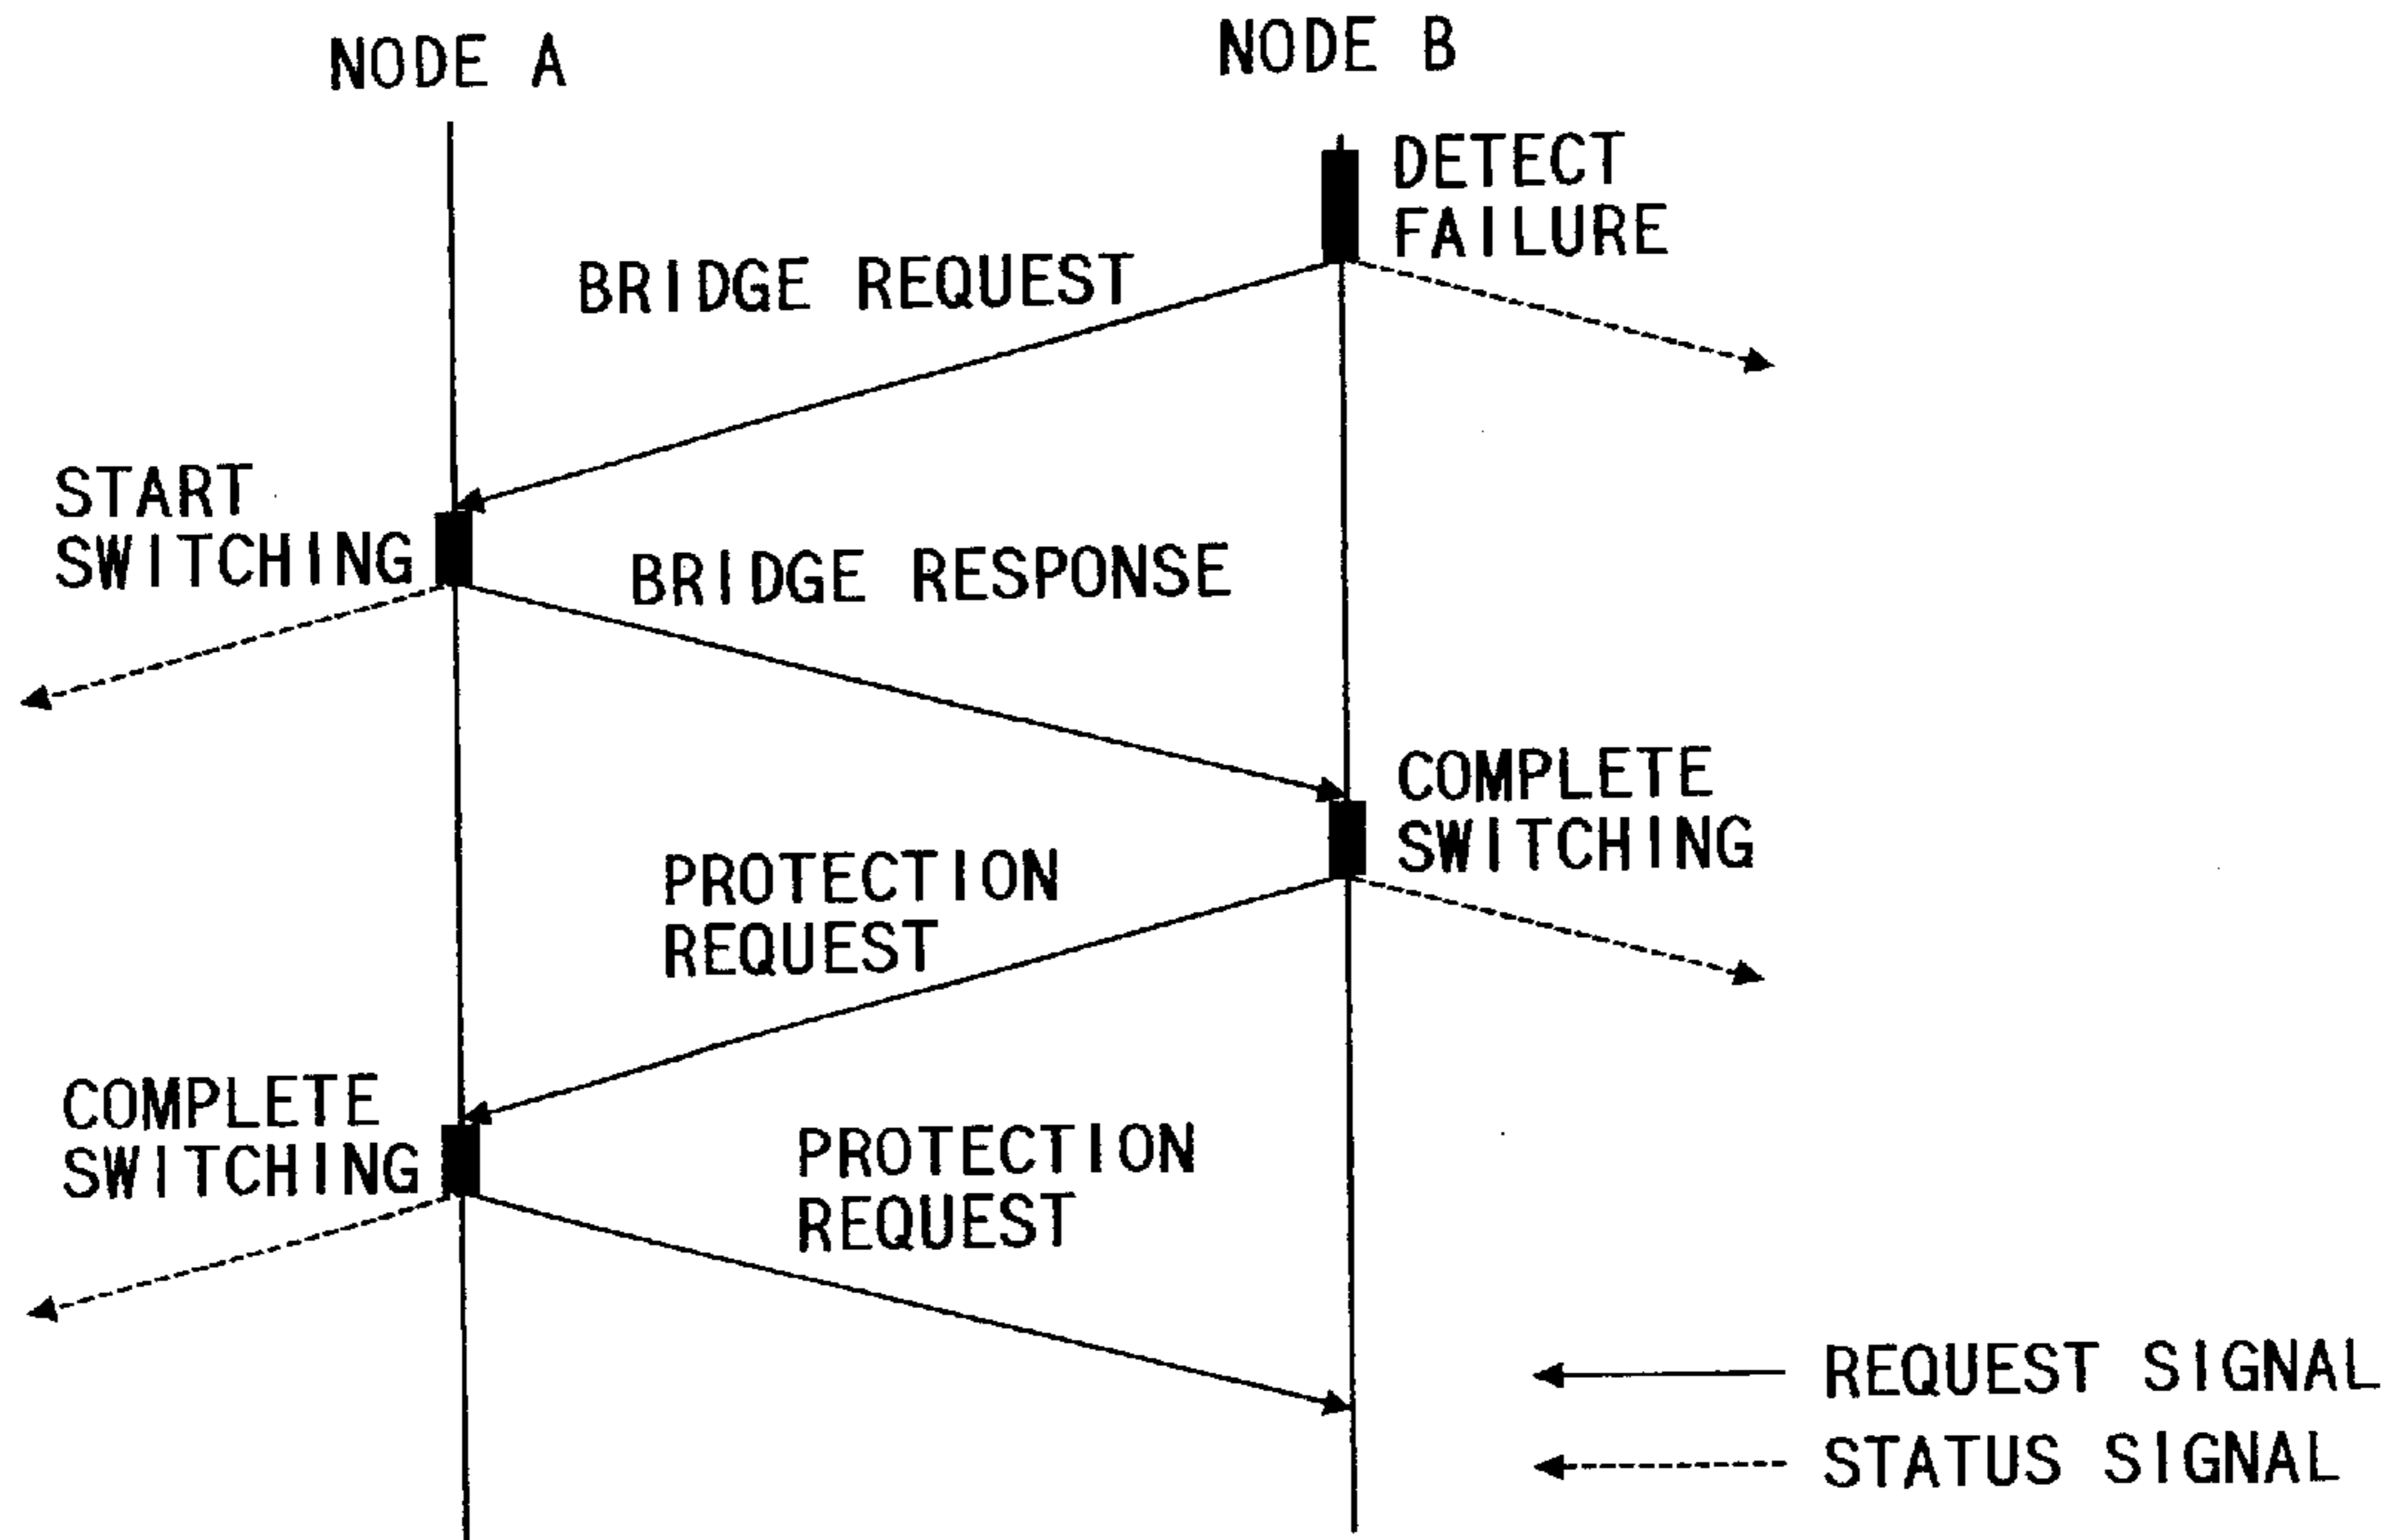 NODE A
NODE B
DETECT
FAILURE
BRIDGE REQUEST
START
SWITCHING
BRIDGE RESPONSE
COMPLETE
SWITCHING
PROTECTION
REQUEST
COMPLETE
SWITCHING
PROTECTION
REQUEST
REQUEST SIGNAL
STATUS SIGNAL